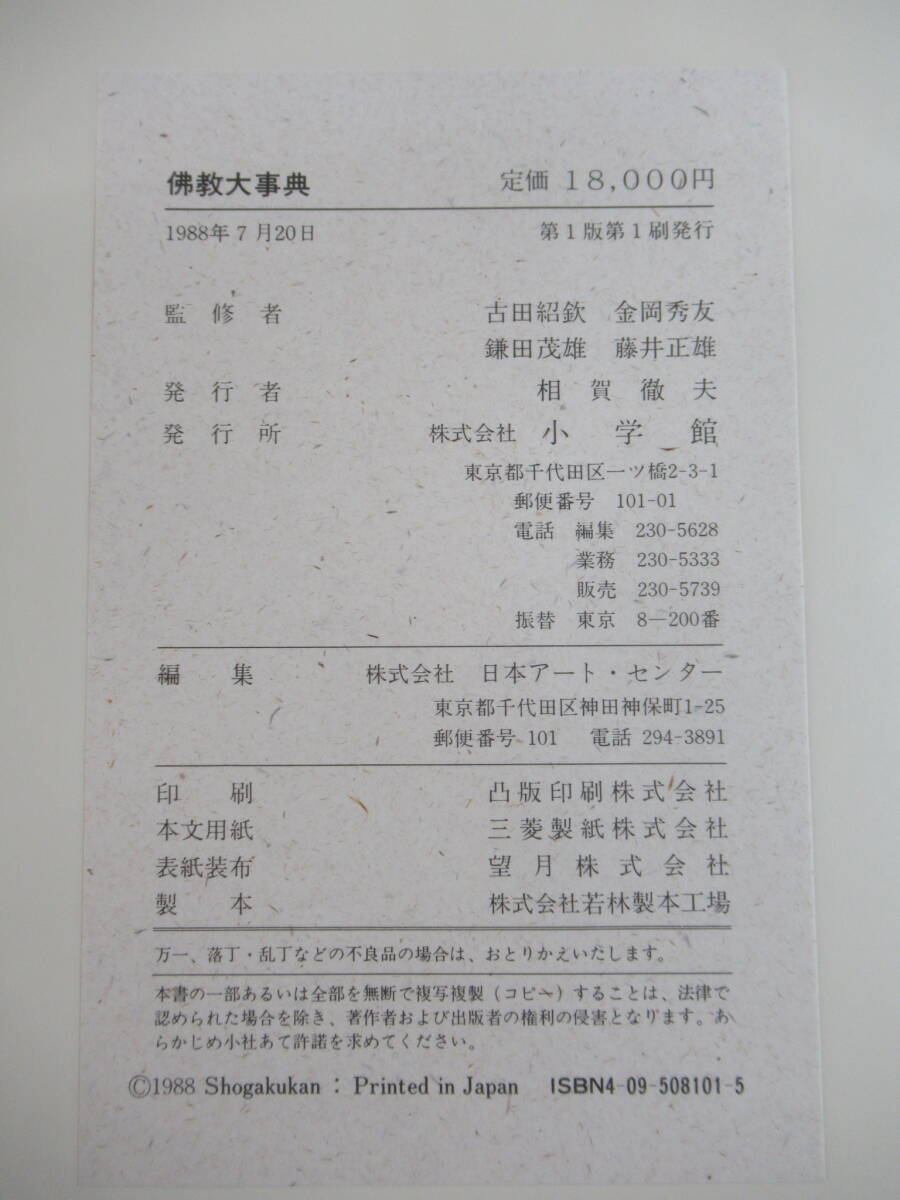 佛教大事典　定価 18,000円
1988年7月20日　第1版第1刷発行
監修者　古田紹欽　金岡秀友
鎌田茂雄　藤井正雄
発行者　相賀徹夫
発行所　株式会社　小学館
東京都千代田区一ツ橋2-3-1
郵便番号　101-01
電話　編集　230-5628
業務　230-5333
販売　230-5739
振替　東京　8―200番
編集　株式会社　日本アート・センター
東京都千代田区神田神保町1-25
郵便番号 101　電話 294-3891
印刷　凸版印刷株式会社
本文用紙　三菱製紙株式会社
表紙装布　望月株式会社
製本　株式会社若林製本工場
万一、落丁・乱丁などの不良品の場合は、おとりかえいたします。
本書の一部あるいは全部を無断で複写複製（コピー）することは、法律で
認められた場合を除き、著作者および出版者の権利の侵害となります。あ
らかじめ小社あて許諾を求めてください。
©1988 Shogakukan : Printed in Japan　ISBN4-09-508101-5